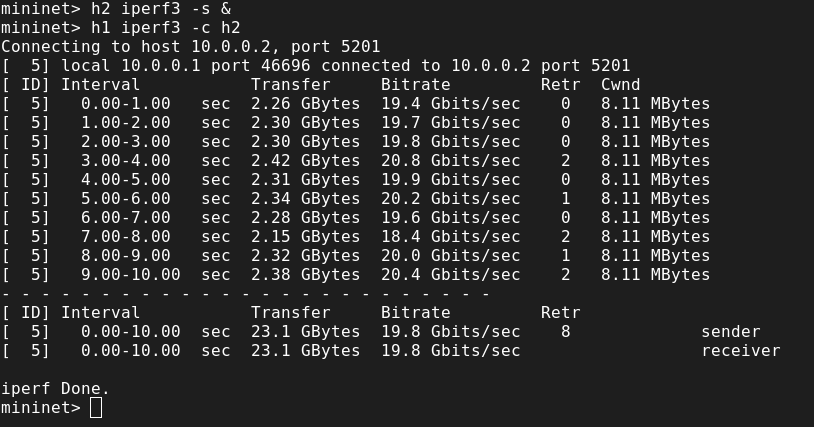 mininet> h2 iperf3 -s &
mininet> h1 iperf3 -c h2
Connecting to host 10.0.0.2, port 5201
[  5] local 10.0.0.1 port 46696 connected to 10.0.0.2 port 5201
[ ID] Interval           Transfer     Bitrate         Retr  Cwnd
[  5]   0.00-1.00   sec  2.26 GBytes  19.4 Gbits/sec    0   8.11 MBytes
[  5]   1.00-2.00   sec  2.30 GBytes  19.7 Gbits/sec    0   8.11 MBytes
[  5]   2.00-3.00   sec  2.30 GBytes  19.8 Gbits/sec    0   8.11 MBytes
[  5]   3.00-4.00   sec  2.42 GBytes  20.8 Gbits/sec    2   8.11 MBytes
[  5]   4.00-5.00   sec  2.31 GBytes  19.9 Gbits/sec    0   8.11 MBytes
[  5]   5.00-6.00   sec  2.34 GBytes  20.2 Gbits/sec    1   8.11 MBytes
[  5]   6.00-7.00   sec  2.28 GBytes  19.6 Gbits/sec    0   8.11 MBytes
[  5]   7.00-8.00   sec  2.15 GBytes  18.4 Gbits/sec    2   8.11 MBytes
[  5]   8.00-9.00   sec  2.32 GBytes  20.0 Gbits/sec    1   8.11 MBytes
[  5]   9.00-10.00  sec  2.38 GBytes  20.4 Gbits/sec    2   8.11 MBytes
- - - - - - - - - - - - - - - - - - - - - - - - -
[ ID] Interval           Transfer     Bitrate         Retr
[  5]   0.00-10.00  sec  23.1 GBytes  19.8 Gbits/sec    8             sender
[  5]   0.00-10.00  sec  23.1 GBytes  19.8 Gbits/sec                  receiver

iperf Done.
mininet>